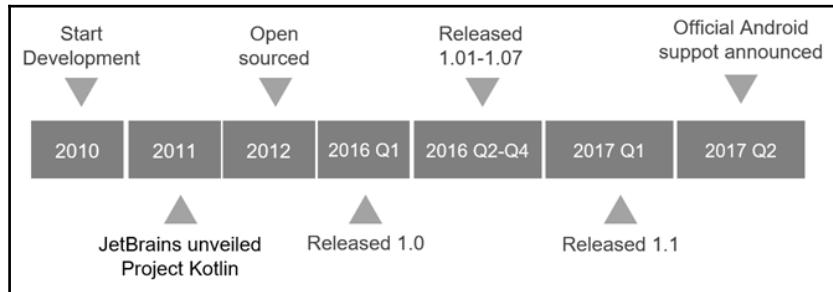 Start
Development
Open
sourced
Released
1.01-1.07
Official Android
suppot announced
2010
2011
2012
2016 Q1
2016 Q2-Q4
2017 Q1
2017 Q2
JetBrains unveiled
Project Kotlin
Released 1.0
Released 1.1